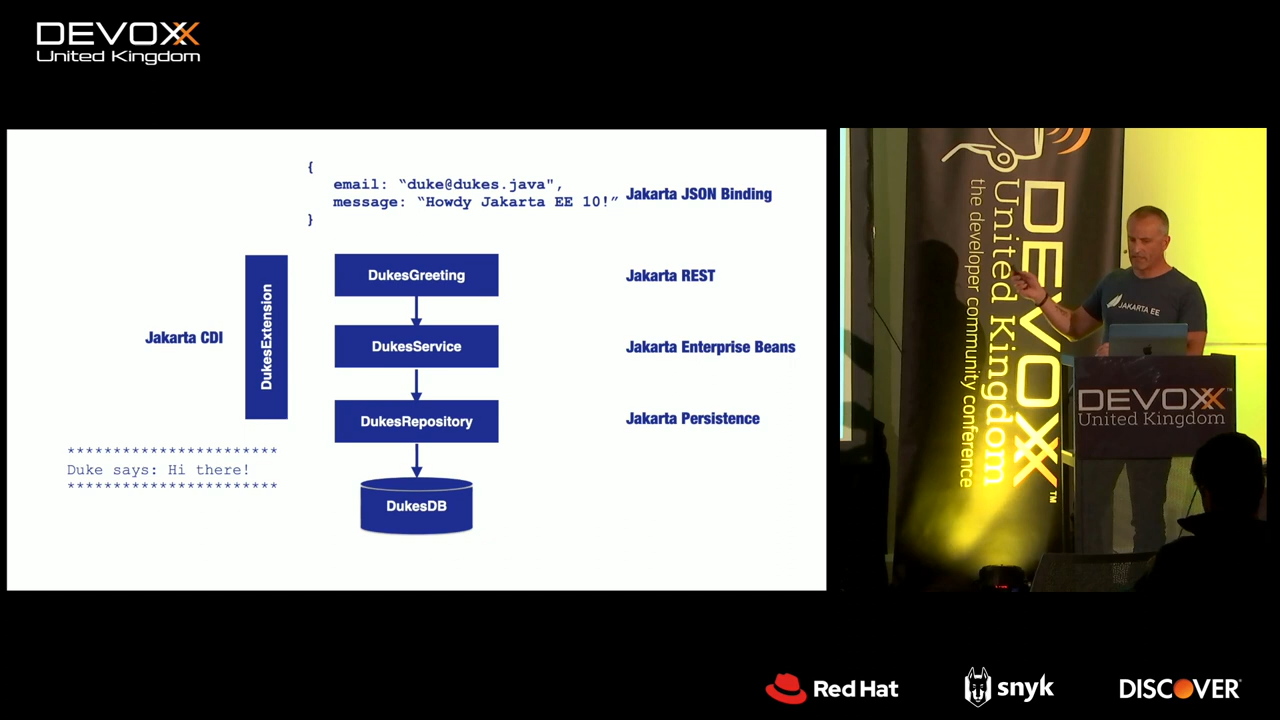 DEVOXX
United Kingdom
{
email: “duke@dukes.java",
message: “Howdy Jakarta EE 10!”
}
Jakarta JSON Binding
DukesGreeting
Jakarta REST
Jakarta CDI
DukesExtension
DukesService
Jakarta Enterprise Beans
DukesRepository
Jakarta Persistence
***********************
Duke says: Hi there!
***********************
DukesDB
DEVOXX™
United Kingdom
the developer community conference
JAKARTA EE
DEVOXX™
United Kingdom
Red Hat
snyk
DISCOVER